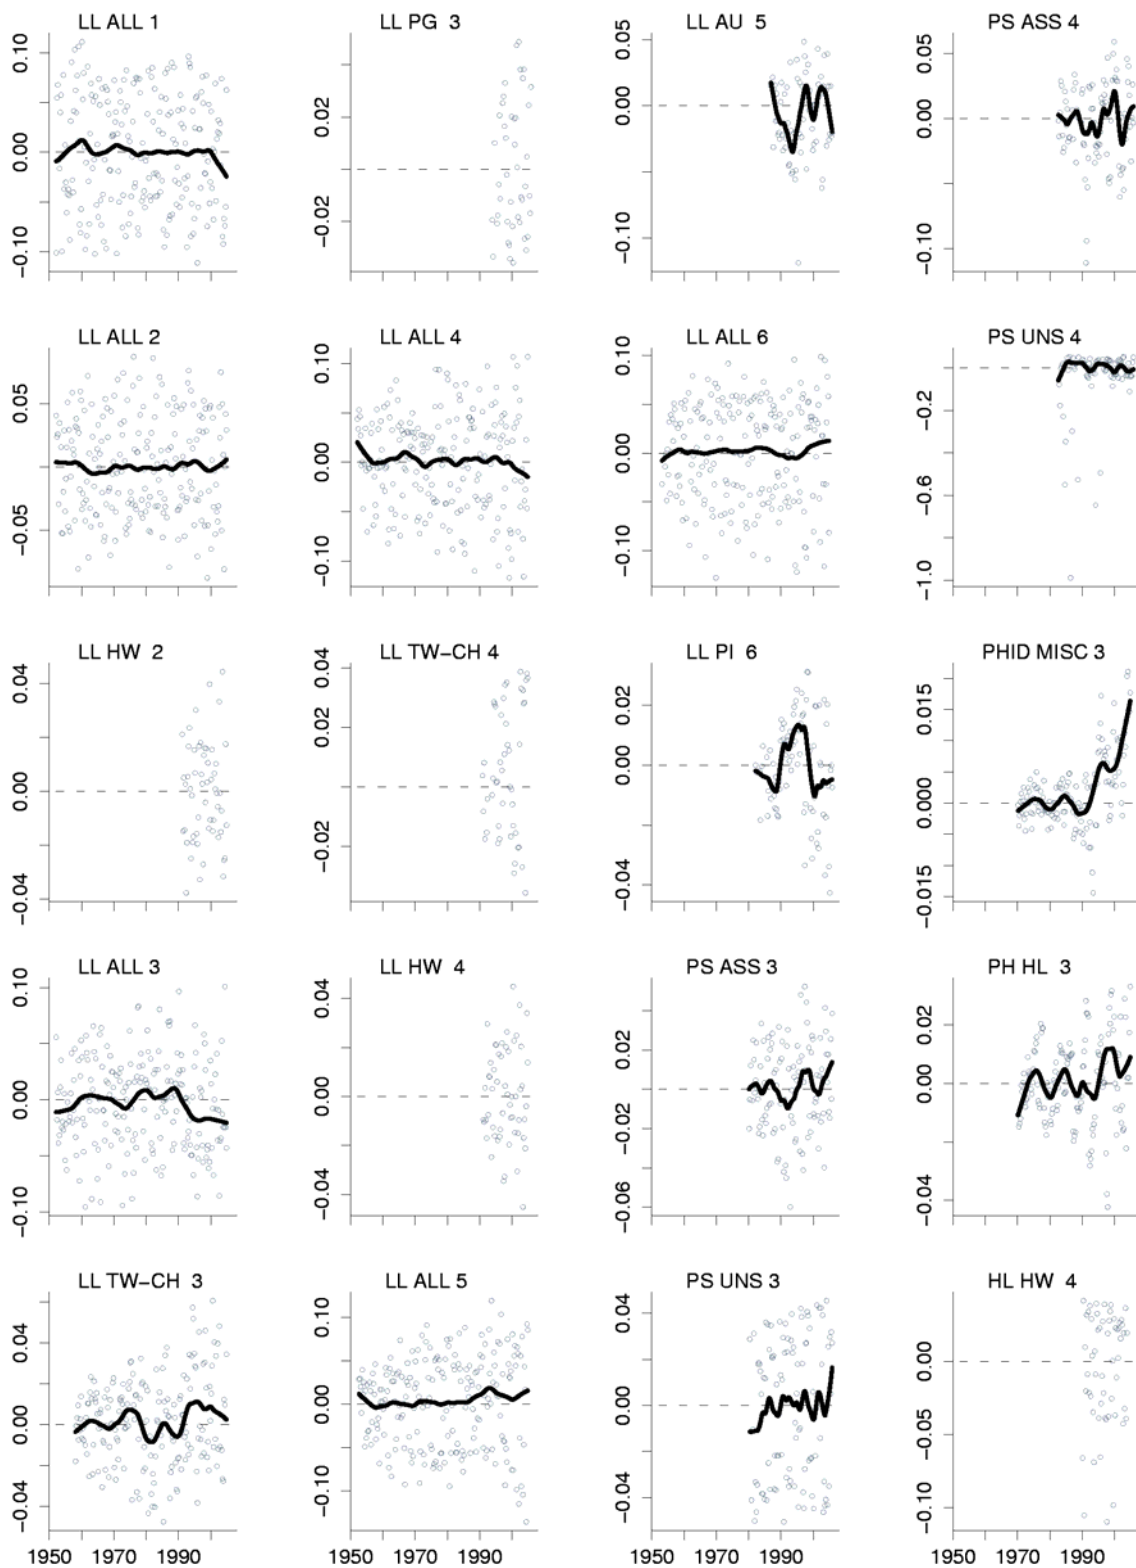 LL ALL 1
0.10
0.00
−0.10
LL PG 3
0.02
−0.02
LL AU 5
0.05
0.00
−0.10
PS ASS 4
0.05
0.00
−0.10
LL ALL 2
0.05
−0.05
LL ALL 4
0.10
0.00
−0.10
LL ALL 6
0.10
0.00
−0.10
PS UNS 4
−0.2
−0.6
−1.0
LL HW 2
0.04
0.00
−0.04
LL TW−CH 4
0.04
0.02
−0.02
LL PI 6
0.02
0.00
−0.04
PHID MISC 3
0.015
0.000
−0.015
LL ALL 3
0.10
0.00
−0.10
LL HW 4
0.04
0.00
−0.04
PS ASS 3
0.02
−0.02
−0.06
PH HL 3
0.02
0.00
−0.04
LL TW−CH 3
0.04
0.00
−0.04
LL ALL 5
0.10
0.00
−0.10
PS UNS 3
0.04
0.00
−0.04
HL HW 4
0.00
−0.05
−0.10
1950 1970 1990
1950 1970 1990
1950 1970 1990
1950 1970 1990